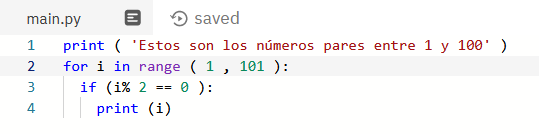 main.py saved
1 print ( 'Estos son los números pares entre 1 y 100' )
2 for i in range ( 1 , 101 ):
3 if (i% 2 == 0 ):
4 print (i)